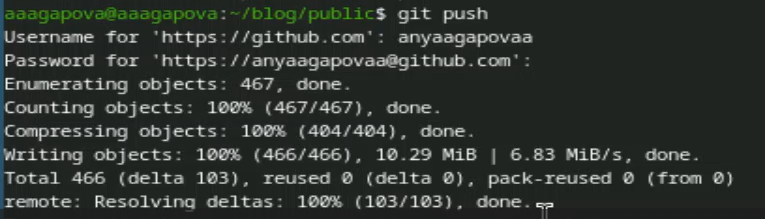 aaagapova@aaagapova:~/blog/public$ git push
Username for 'https://github.com': anyaagapovaa
Password for 'https://anyaagapovaa@github.com':
Enumerating objects: 467, done.
Counting objects: 100% (467/467), done.
Compressing objects: 100% (404/404), done.
Writing objects: 100% (466/466), 10.29 MiB | 6.83 MiB/s, done.
Total 466 (delta 103), reused 0 (delta 0), pack-reused 0 (from 0)
remote: Resolving deltas: 100% (103/103), done.